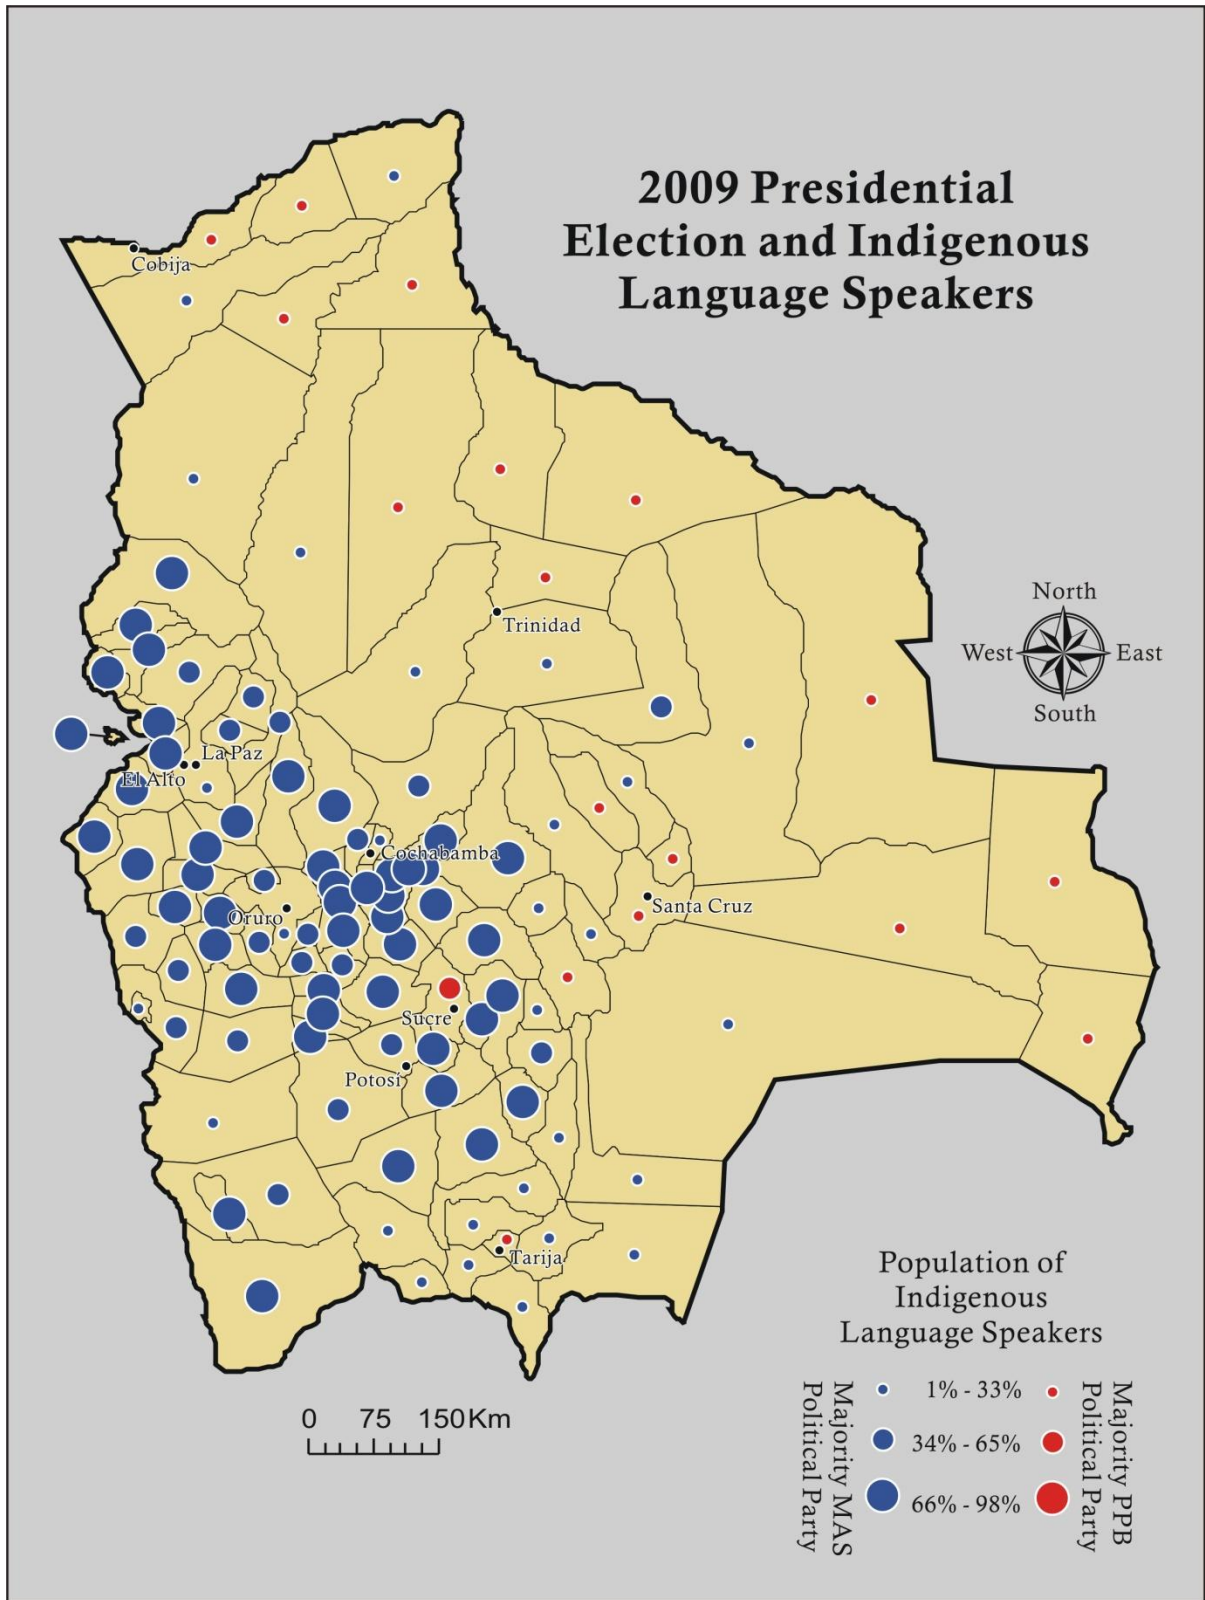 2009 Presidential
Election and Indigenous
Language Speakers
Cobija
Trinidad
North
West
East
South
La Paz
El Alto
Cochabamba
Oruro
Santa Cruz
Sucre
Potosí
Tarija
0 75 150 Km
Population of
Indigenous
Language Speakers
Majority MAS
Political Party
1% - 33%
34% - 65%
66% - 98%
Majority PPB
Political Party